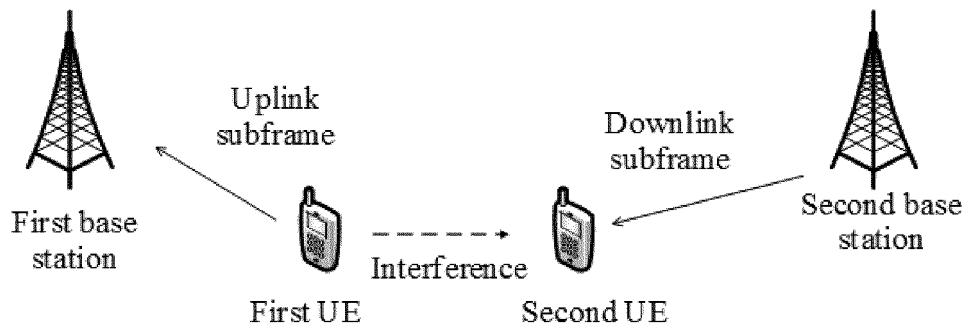 Uplink
subframe
Downlink
subframe
First base
station
Second base
station
Interference
First UE
Second UE